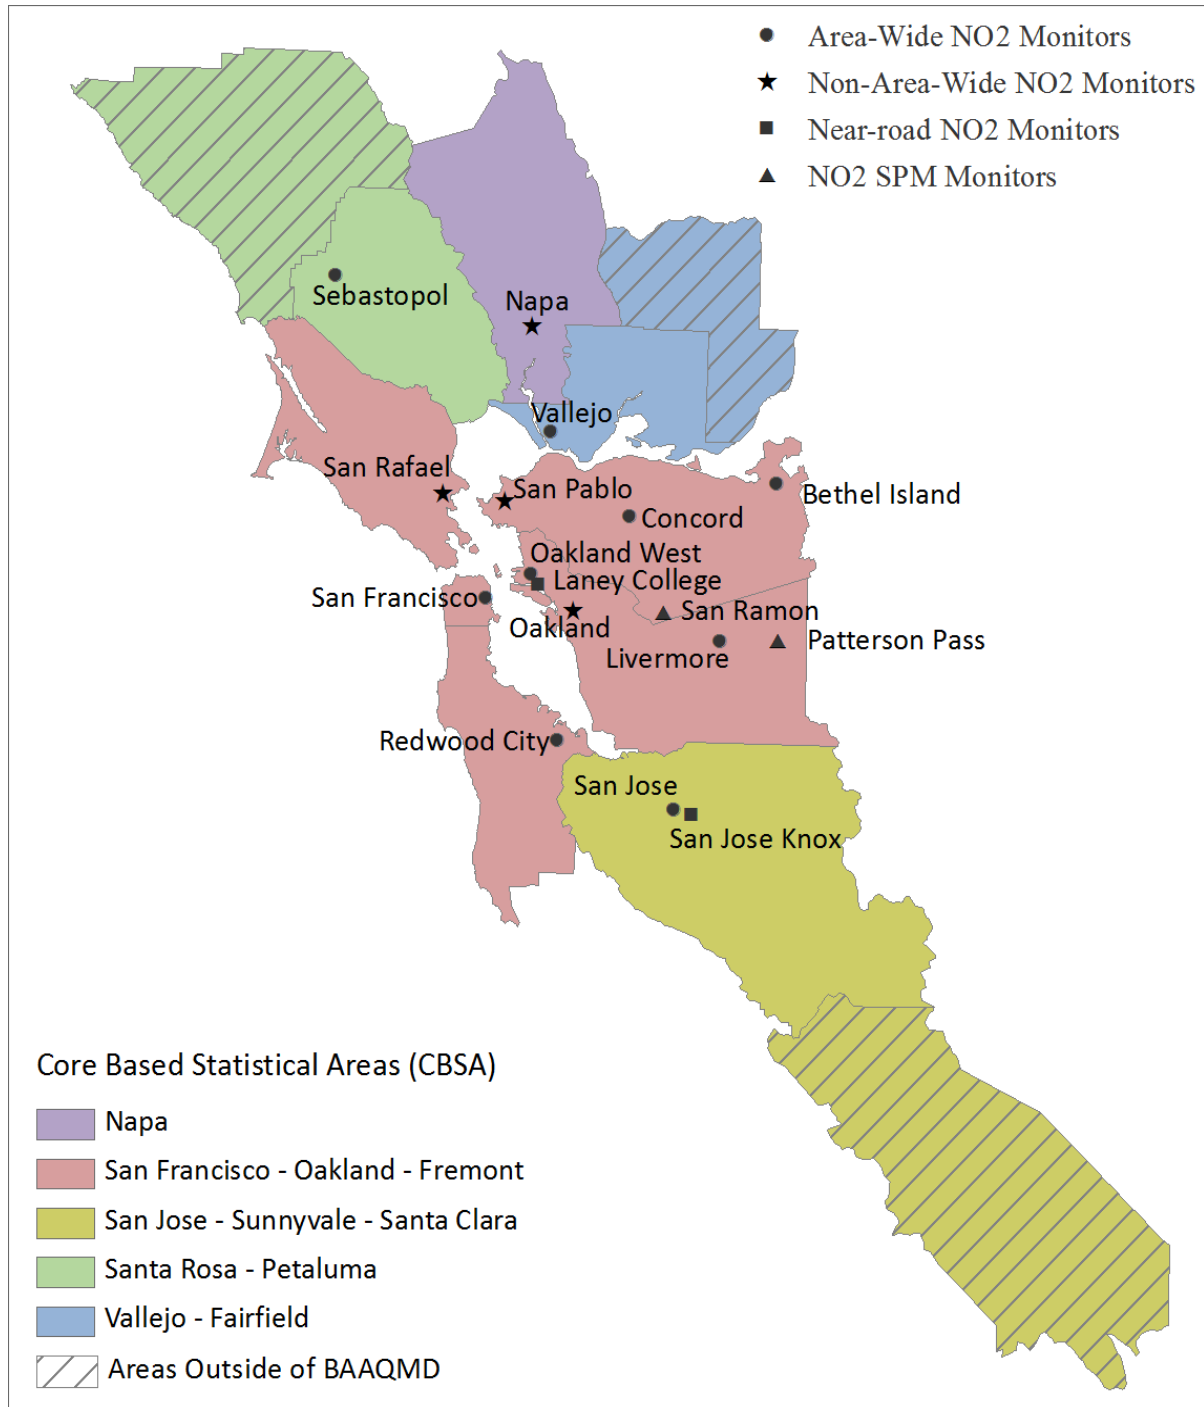 Area-Wide NO2 Monitors
Non-Area-Wide NO2 Monitors
Near-road NO2 Monitors
NO2 SPM Monitors
Sebastopol
Napa
Vallejo
San Rafael
San Pablo
Bethel Island
Concord
Oakland West
Laney College
San Francisco
San Ramon
Oakland
Patterson Pass
Livermore
Redwood City
San Jose
San Jose Knox
Core Based Statistical Areas (CBSA)
Napa
San Francisco - Oakland - Fremont
San Jose - Sunnyvale - Santa Clara
Santa Rosa - Petaluma
Vallejo - Fairfield
Areas Outside of BAAQMD